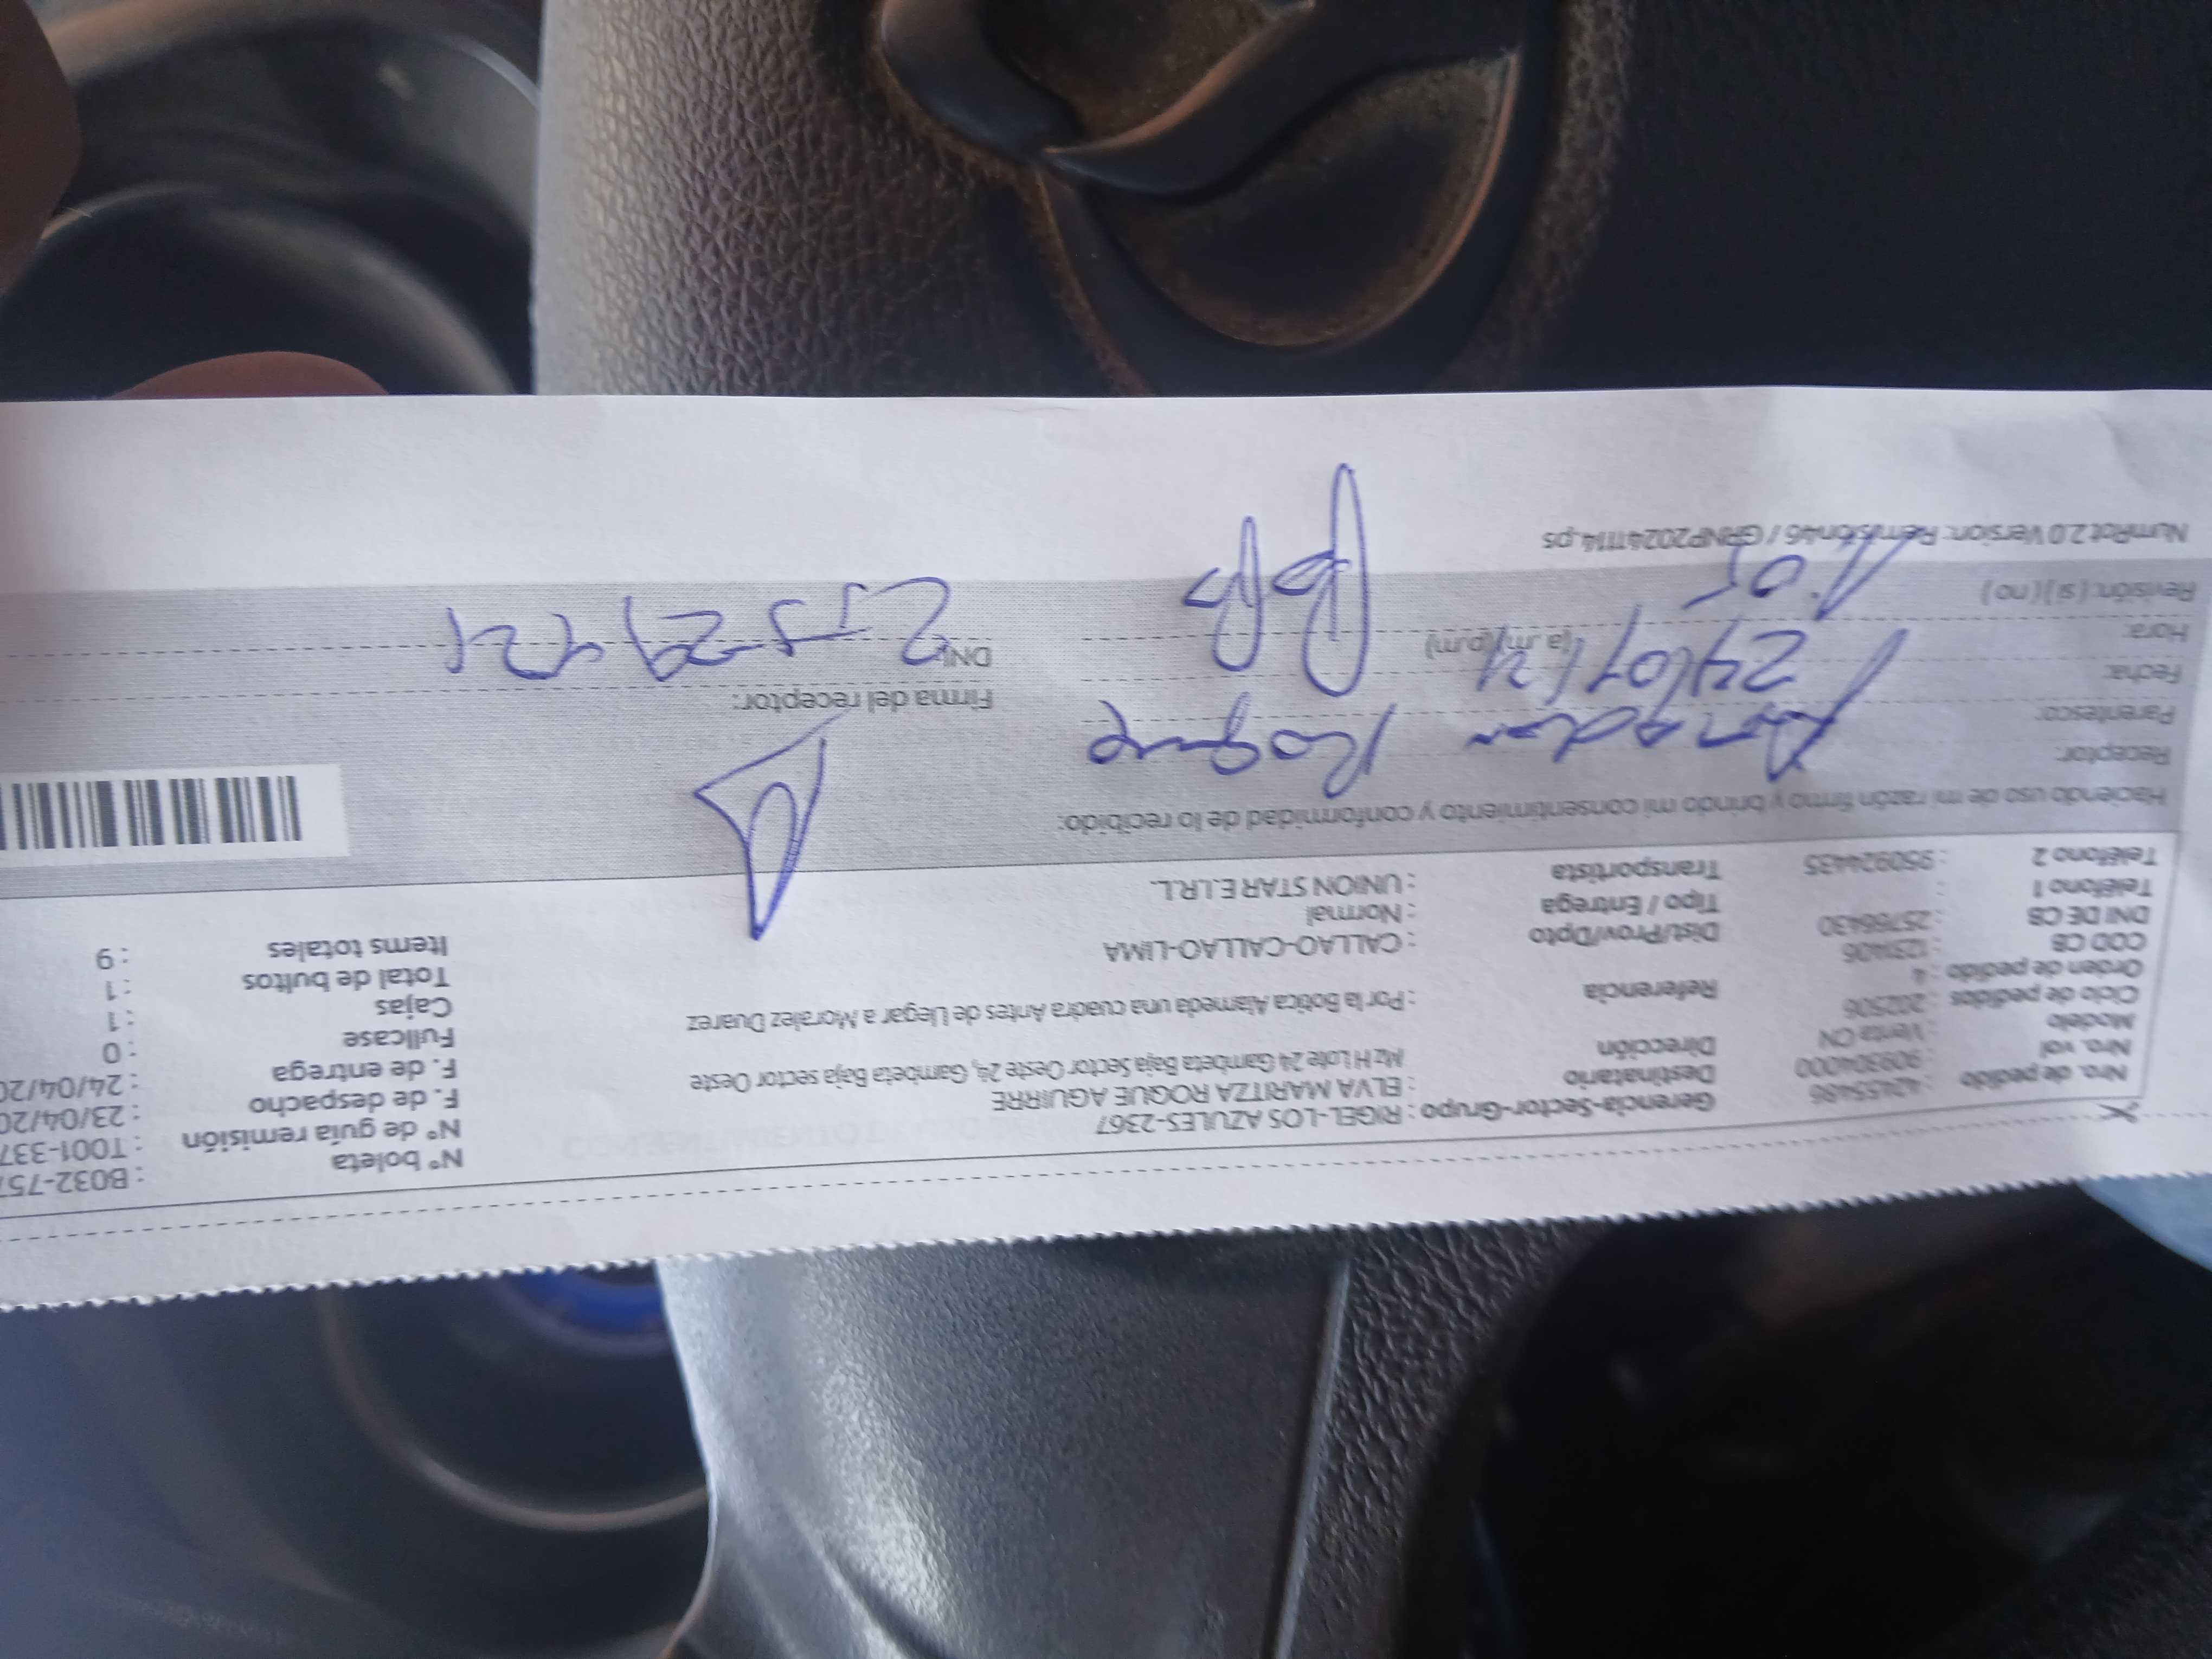 Nro. de pedido : 42455486 Gerencia-Sector-Grupo : RIGEL-LOS AZULES-2367 N° boleta : B032-757
Nro. vol : 909304000 Destinatario : ELVA MARITZA ROQUE AGUIRRE N° de guía remisión : T001-337
Modelo : Venta CN Dirección Mz H Lote 24 Gambeta Baja Sector Oeste, 24, Gambeta Baja sector Oeste F. de despacho : 23/04/20
Ciclo de pedidos : 202506 F. de entrega : 24/04/20
Orden de pedido : 4 Referencia : Por la Botica Alameda una cuadra Antes de Llegar a Moralez Duarez Fullcase : 0
COD CB : 1231406 Cajas : 1
DNI DE CB : 25766430 Dist/Prov/Dpto : CALLAO-CALLAO-LIMA Total de bultos : 1
Teléfono 1 : Tipo / Entrega : Normal Items totales : 9
Teléfono 2 : 950924435 Transportista : UNION STAR E.I.R.L.
Haciendo uso de mi razón firmo y brindo mi consentimiento y conformidad de lo recibido:
Receptor: Amador Roque
Parentesco:
Fecha: Firma del receptor:
Hora: (a.m)(p.m) DNI
Revisión: ( si ) ( no )
NumRot 2.0 Version: Remision46 / GRNP20241114.ps